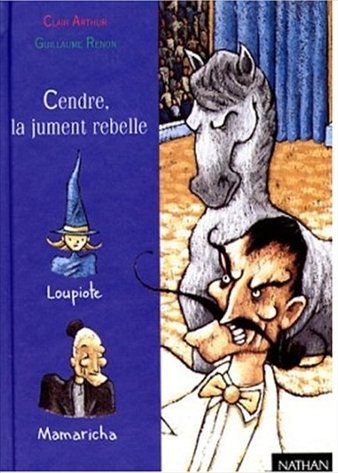 CLAIR ARTHUR
GUILLAUME RENON
Cendre,
la jument rebelle
Loupiote
Mamaricha
NATHAN